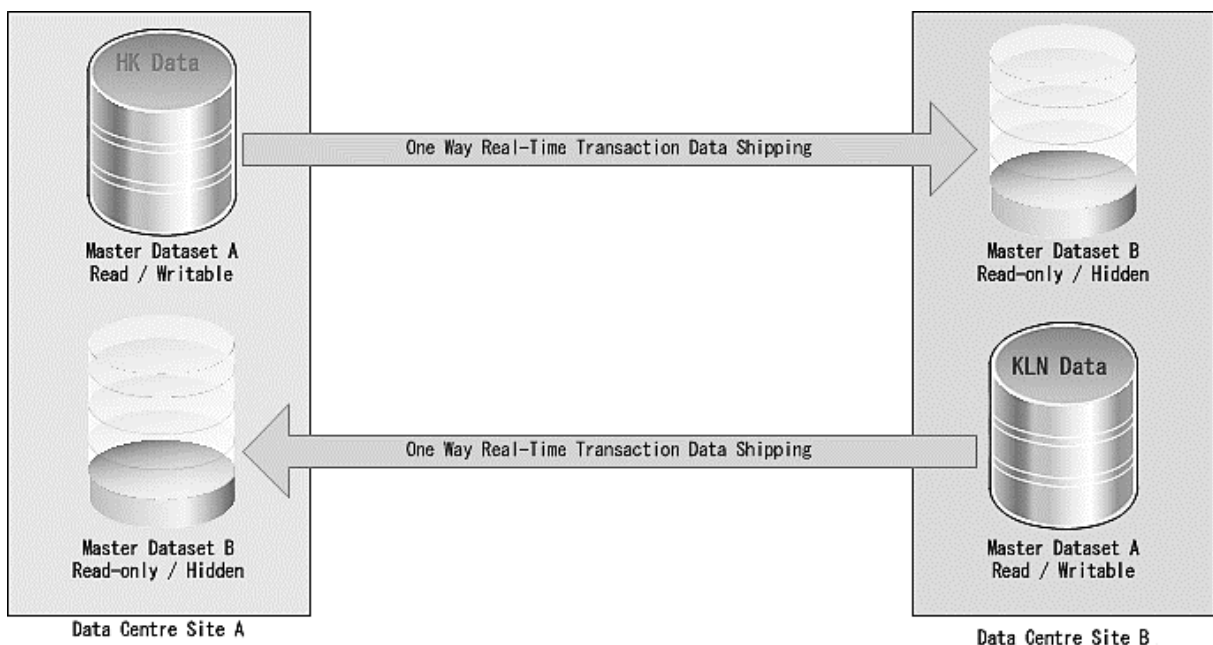 HK Data
One Way Real-Time Transaction Data Shipping
Master Dataset A
Read / Writable
Master Dataset B
Read-only / Hidden
KLN Data
One Way Real-Time Transaction Data Shipping
Master Dataset B
Read-only / Hidden
Master Dataset A
Read / Writable
Data Centre Site A
Data Centre Site B